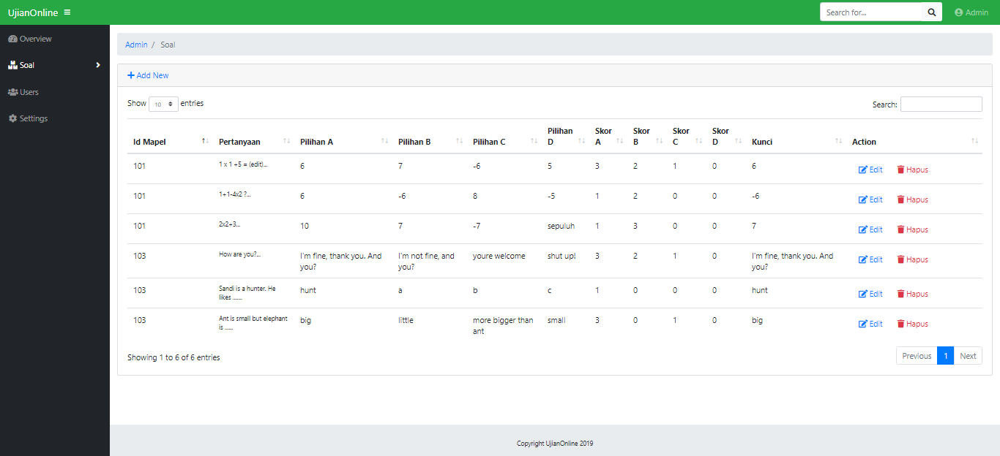 UjianOnline
Search for...
Admin
Overview
Soal
Users
Settings
Admin / Soal
Add New
Show 10 entries
Search:
Id Mapel Pertanyaan Pilihan A Pilihan B Pilihan C Pilihan D Skor A Skor B Skor C Skor D Kunci Action
101 1 x 1 +5 = (edit)... 6 7 -6 5 3 2 1 0 6 Edit Hapus
101 1+1-4x2 ?... 6 -6 8 -5 1 2 0 0 -6 Edit Hapus
101 2x2+3... 10 7 -7 sepuluh 1 3 0 0 7 Edit Hapus
103 How are you?... I'm fine, thank you. And you? I'm not fine, and you? youre welcome shut up! 3 2 1 0 I'm fine, thank you. And you? Edit Hapus
103 Sandi is a hunter. He likes ....... hunt a b c 1 0 0 0 hunt Edit Hapus
103 Ant is small but elephant is ...... big little more bigger than ant small 3 0 1 0 big Edit Hapus
Showing 1 to 6 of 6 entries
Previous 1 Next
Copyright UjianOnline 2019